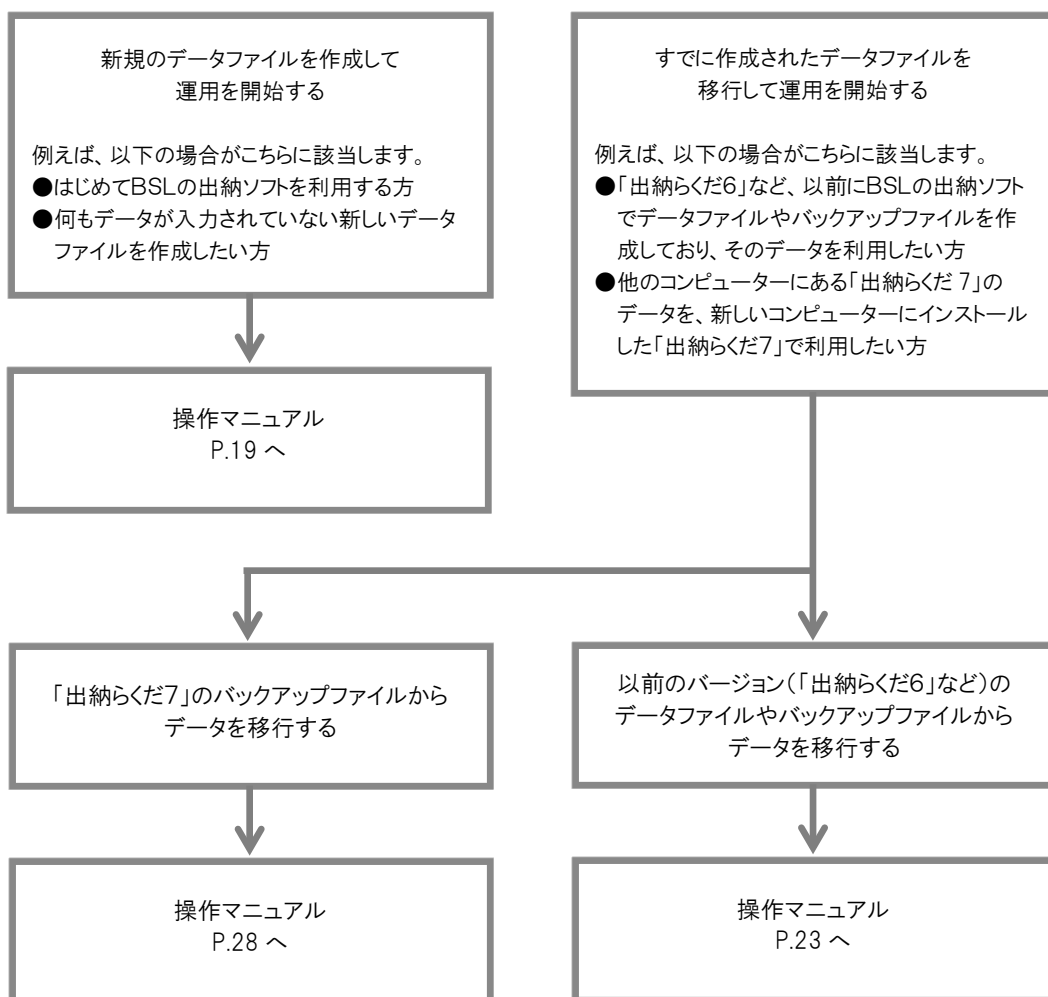 新規のデータファイルを作成して
運用を開始する
例えば、以下の場合がこちらに該当します。
●はじめてBSLの出納ソフトを利用する方
●何もデータが入力されていない新しいデータ
ファイルを作成したい方
操作マニュアル
P.19 へ
すでに作成されたデータファイルを
移行して運用を開始する
例えば、以下の場合がこちらに該当します。
●「出納らくだ6」など、以前にBSLの出納ソフト
でデータファイルやバックアップファイルを作
成しており、そのデータを利用したい方
●他のコンピューターにある「出納らくだ 7」の
データを、新しいコンピューターにインストール
した「出納らくだ7」で利用したい方
「出納らくだ7」のバックアップファイルから
データを移行する
操作マニュアル
P.28 へ
以前のバージョン(「出納らくだ6」など)の
データファイルやバックアップファイルから
データを移行する
操作マニュアル
P.23 へ